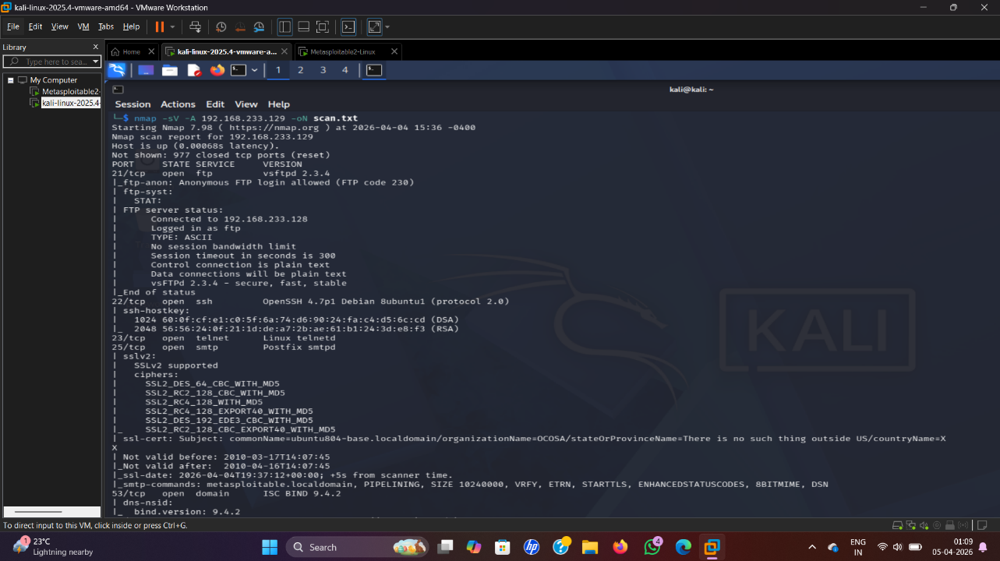 kali-linux-2025.4-vmware-amd64 - VMware Workstation
File Edit View VM Tabs Help
Library
Type here to sea...
My Computer
Metasploitable2-
kali-linux-2025.4-
Home
kali-linux-2025.4-vmware-a...
Metasploitable2-Linux
1 2 3 4
kali@kali: ~
Session Actions Edit View Help
└─$ nmap -sV -A 192.168.233.129 -oN scan.txt
Starting Nmap 7.98 ( https://nmap.org ) at 2026-04-04 15:36 -0400
Nmap scan report for 192.168.233.129
Host is up (0.00068s latency).
Not shown: 977 closed tcp ports (reset)
PORT STATE SERVICE VERSION
21/tcp open ftp vsftpd 2.3.4
|_ftp-anon: Anonymous FTP login allowed (FTP code 230)
| ftp-syst:
|   STAT:
| FTP server status:
|      Connected to 192.168.233.128
|      Logged in as ftp
|      TYPE: ASCII
|      No session bandwidth limit
|      Session timeout in seconds is 300
|      Control connection is plain text
|      Data connections will be plain text
|      vsFTPd 2.3.4 - secure, fast, stable
|_End of status
22/tcp open ssh OpenSSH 4.7p1 Debian 8ubuntu1 (protocol 2.0)
| ssh-hostkey:
|   1024 60:0f:cf:e1:c0:5f:6a:74:d6:90:24:fa:c4:d5:6c:cd (DSA)
|_  2048 56:56:24:0f:21:1d:de:a7:2b:ae:61:b1:24:3d:e8:f3 (RSA)
23/tcp open telnet Linux telnetd
25/tcp open smtp Postfix smtpd
| sslv2:
|   SSLv2 supported
|   ciphers:
|     SSL2_DES_64_CBC_WITH_MD5
|     SSL2_RC2_128_CBC_WITH_MD5
|     SSL2_RC4_128_WITH_MD5
|     SSL2_RC4_128_EXPORT40_WITH_MD5
|     SSL2_DES_192_EDE3_CBC_WITH_MD5
|_    SSL2_RC2_128_CBC_EXPORT40_WITH_MD5
| ssl-cert: Subject: commonName=ubuntu804-base.localdomain/organizationName=OCOSA/stateOrProvinceName=There is no such thing outside US/countryName=X
X
| Not valid before: 2010-03-17T14:07:45
|_Not valid after:  2010-04-16T14:07:45
|_ssl-date: 2026-04-04T19:37:12+00:00; +5s from scanner time.
|_smtp-commands: metasploitable.localdomain, PIPELINING, SIZE 10240000, VRFY, ETRN, STARTTLS, ENHANCEDSTATUSCODES, 8BITMIME, DSN
53/tcp open domain ISC BIND 9.4.2
| dns-nsid:
|_  bind.version: 9.4.2
KALI
To direct input to this VM, click inside or press Ctrl+G.
1
23°C
Lightning nearby
Search
4
ENG
IN
01:09
05-04-2026